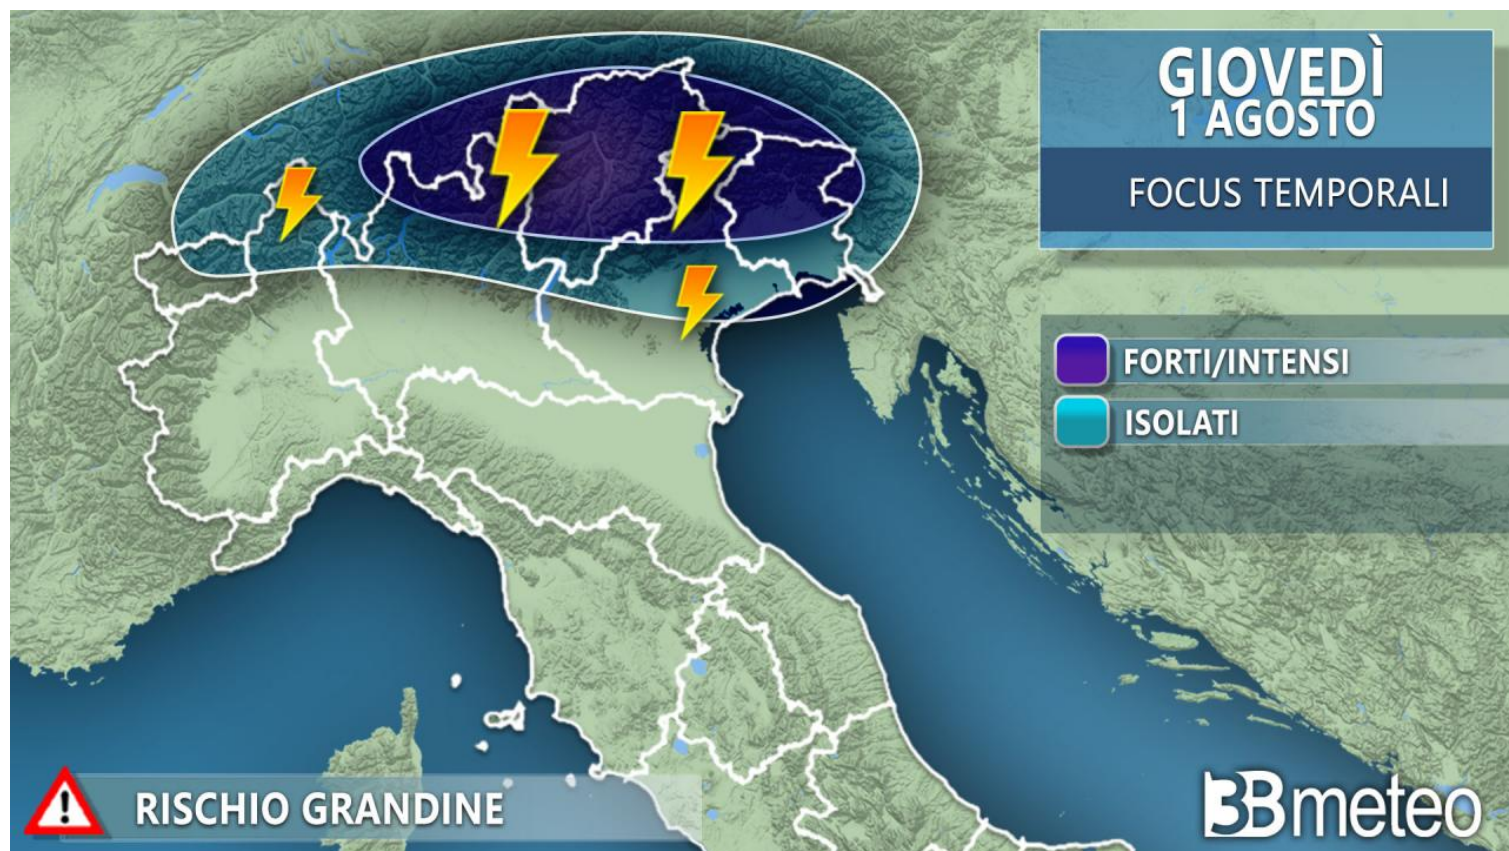 GIOVEDÌ
1 AGOSTO
FOCUS TEMPORALI
FORTI/INTENSI
ISOLATI
RISCHIO GRANDINE
3Bmeteo